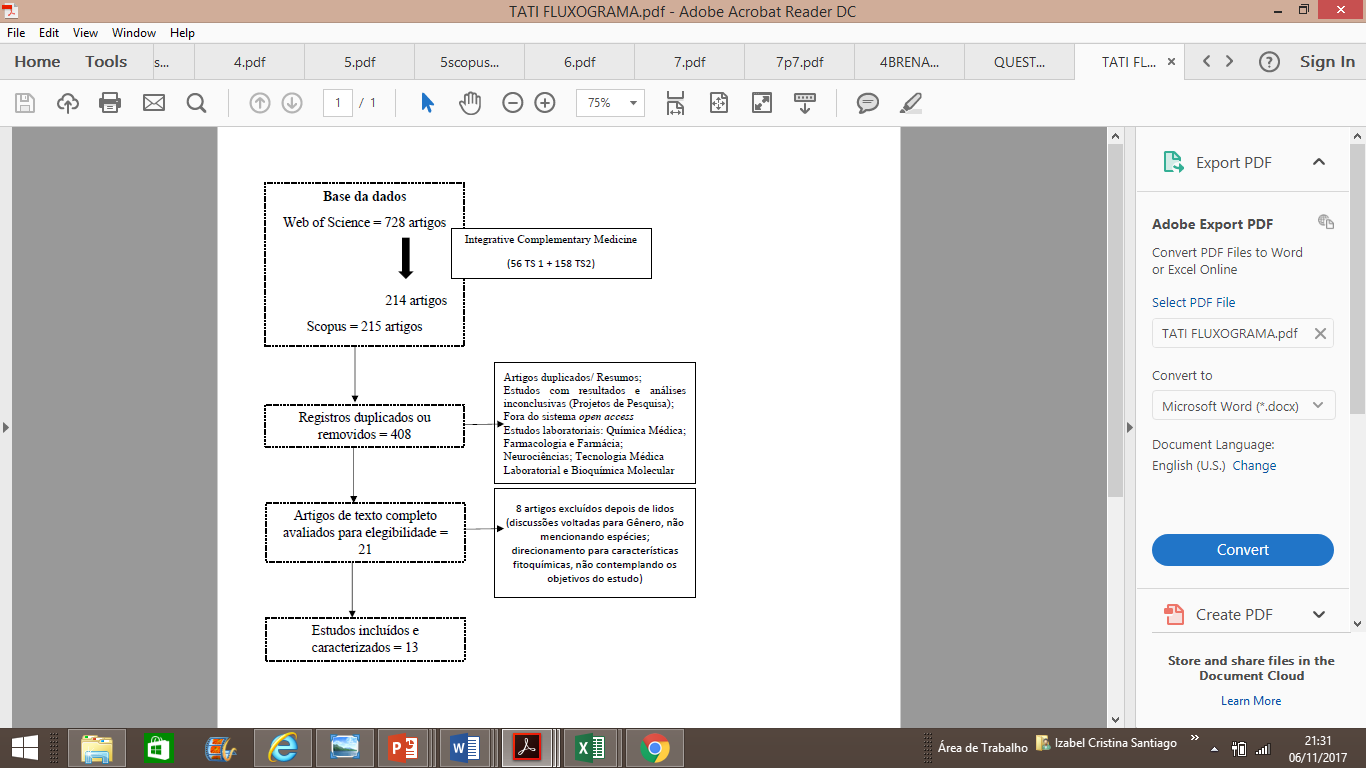 TATI FLUXOGRAMA.pdf - Adobe Acrobat Reader DC
File Edit View Window Help
Home Tools s... 4.pdf 5.pdf 5scopus... 6.pdf 7.pdf 7p7.pdf 4BRENA... QUEST... TATI FL... Sign In
1 / 1 75%
Base da dados
Web of Science = 728 artigos
Integrative Complementary Medicine
(56 TS 1 + 158 TS2)
214 artigos
Scopus = 215 artigos
Registros duplicados ou
removidos = 408
Artigos duplicados/ Resumos;
Estudos com resultados e análises
inconclusivas (Projetos de Pesquisa);
Fora do sistema open access
Estudos laboratoriais: Química Médica;
Farmacologia e Farmácia;
Neurociências; Tecnologia Médica
Laboratorial e Bioquímica Molecular
Artigos de texto completo
avaliados para elegibilidade =
21
8 artigos excluídos depois de lidos
(discussões voltadas para Gênero, não
mencionando espécies;
direcionamento para características
fitoquímicas, não contemplando os
objetivos do estudo)
Estudos incluídos e
caracterizados = 13
Export PDF
Adobe Export PDF
Convert PDF Files to Word
or Excel Online
Select PDF File
TATI FLUXOGRAMA.pdf
Convert to
Microsoft Word (*.docx)
Document Language:
English (U.S.) Change
Convert
Create PDF
Store and share files in the
Document Cloud
Learn More
Área de Trabalho Izabel Cristina Santiago
21:31
06/11/2017